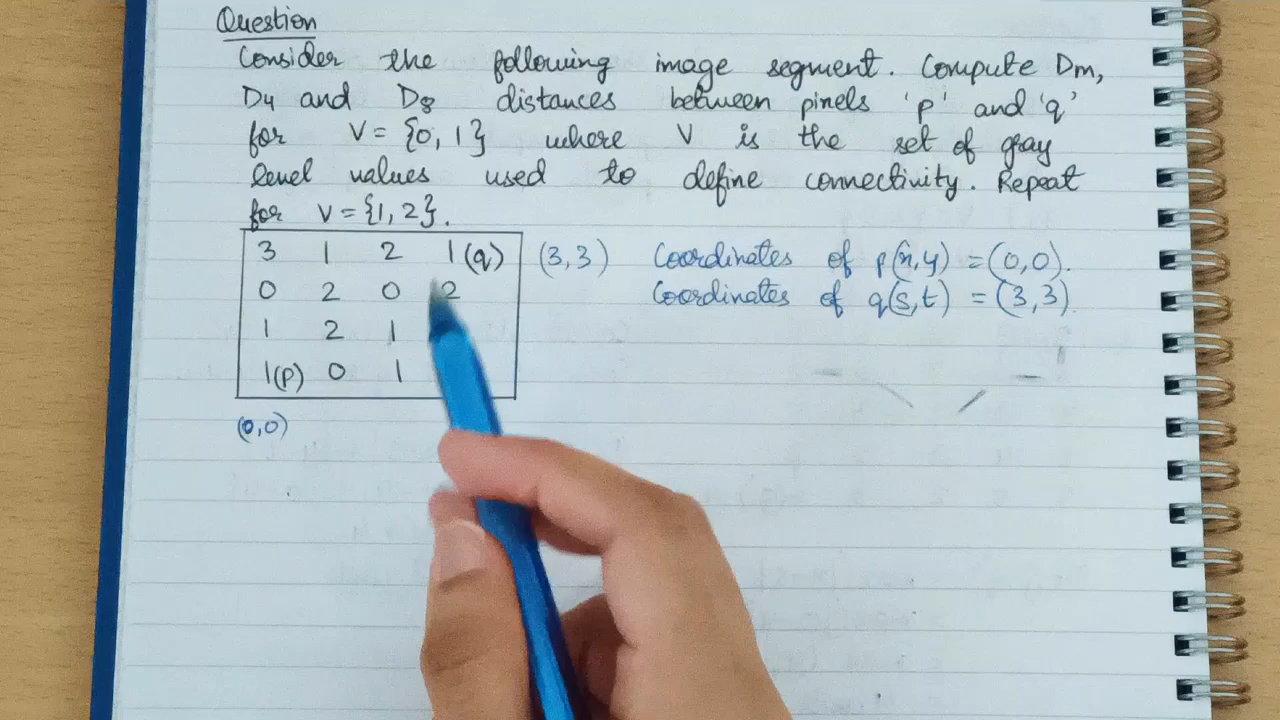 Question
Consider the following image segment. Compute Dm,
D4 and D8 distances between pixels 'p' and 'q'
for V = {0, 1} where V is the set of gray
level values used to define connectivity. Repeat
for V = {1, 2}.
3 1 2 1(q) (3,3) Coordinates of p(x,y) = (0,0).
0 2 0 2 Coordinates of q(s,t) = (3,3).
1 2 1
1(p) 0 1
(0,0)